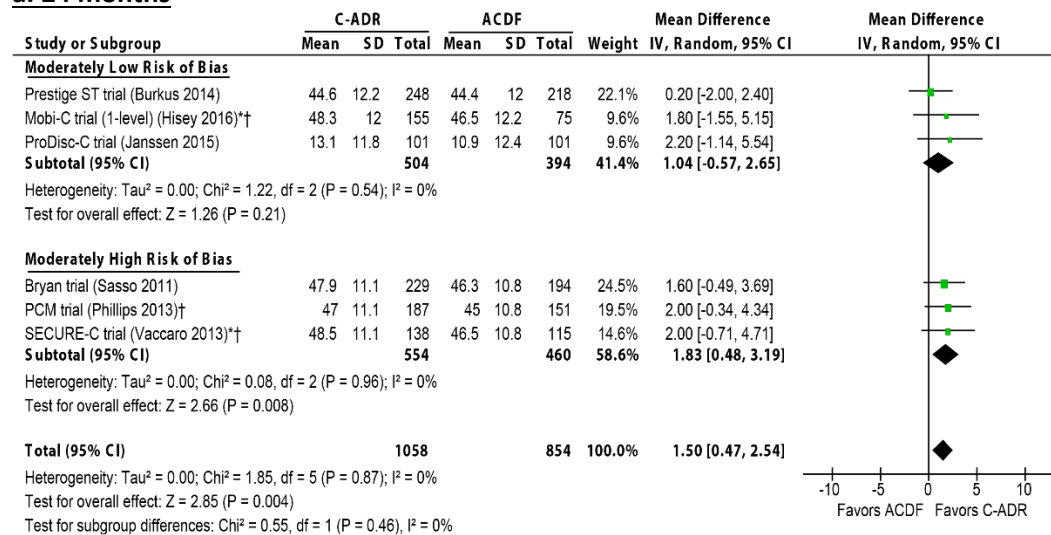 a. 24 months
C-ADR ACDF Mean Difference Mean Difference
Study or Subgroup Mean SD Total Mean SD Total Weight IV, Random, 95% CI IV, Random, 95% CI
Moderately Low Risk of Bias
Prestige ST trial (Burkus 2014) 44.6 12.2 248 44.4 12 218 22.1% 0.20 [-2.00, 2.40]
Mobi-C trial (1-level) (Hisey 2016)*† 48.3 12 155 46.5 12.2 75 9.6% 1.80 [-1.55, 5.15]
ProDisc-C trial (Janssen 2015) 13.1 11.8 101 10.9 12.4 101 9.6% 2.20 [-1.14, 5.54]
Subtotal (95% CI) 504 394 41.4% 1.04 [-0.57, 2.65]
Heterogeneity: Tau² = 0.00; Chi² = 1.22, df = 2 (P = 0.54); I² = 0%
Test for overall effect: Z = 1.26 (P = 0.21)
Moderately High Risk of Bias
Bryan trial (Sasso 2011) 47.9 11.1 229 46.3 10.8 194 24.5% 1.60 [-0.49, 3.69]
PCM trial (Phillips 2013)† 47 11.1 187 45 10.8 151 19.5% 2.00 [-0.34, 4.34]
SECURE-C trial (Vaccaro 2013)*† 48.5 11.1 138 46.5 10.8 115 14.6% 2.00 [-0.71, 4.71]
Subtotal (95% CI) 554 460 58.6% 1.83 [0.48, 3.19]
Heterogeneity: Tau² = 0.00; Chi² = 0.08, df = 2 (P = 0.96); I² = 0%
Test for overall effect: Z = 2.66 (P = 0.008)
Total (95% CI) 1058 854 100.0% 1.50 [0.47, 2.54]
Heterogeneity: Tau² = 0.00; Chi² = 1.85, df = 5 (P = 0.87); I² = 0%
Test for overall effect: Z = 2.85 (P = 0.004)
Test for subgroup differences: Chi² = 0.55, df = 1 (P = 0.46), I² = 0%
-10 -5 0 5 10
Favors ACDF Favors C-ADR